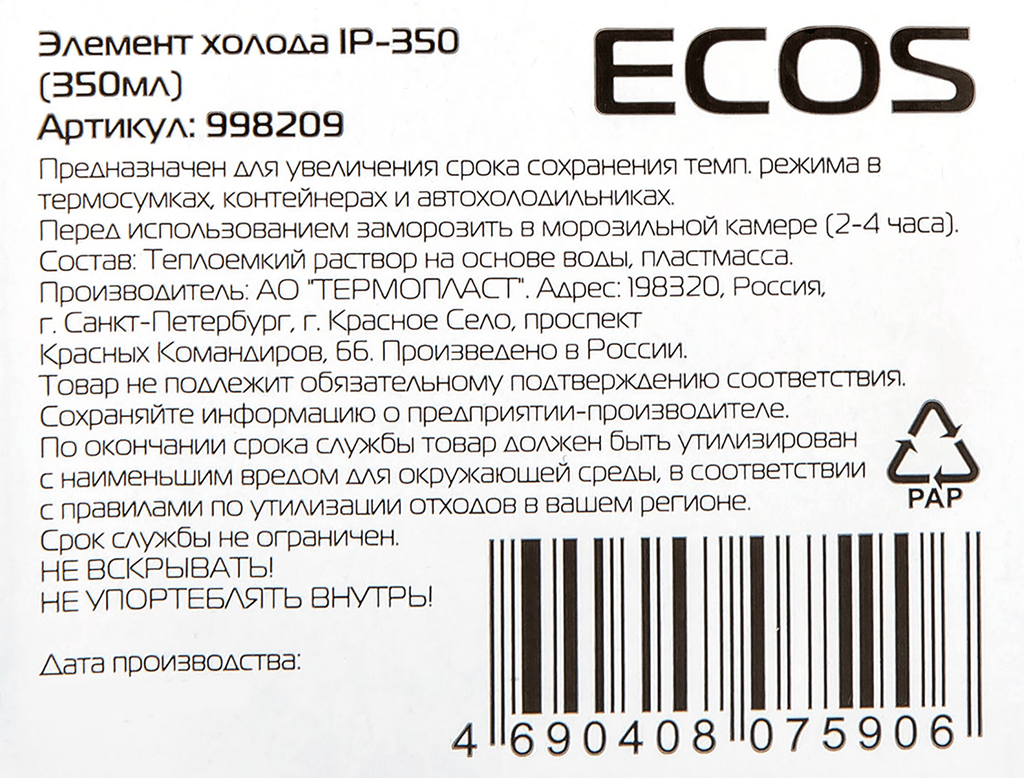 Элемент холода IP-350
(350мл)
Артикул: 998209
ECOS
Предназначен для увеличения срока сохранения темп. режима в
термосумках, контейнерах и автохолодильниках.
Перед использованием заморозить в морозильной камере (2-4 часа).
Состав: Теплоемкий раствор на основе воды, пластмасса.
Производитель: АО "ТЕРМОПЛАСТ". Адрес: 198320, Россия,
г. Санкт-Петербург, г. Красное Село, проспект
Красных Командиров, 66. Произведено в России.
Товар не подлежит обязательному подтверждению соответствия.
Сохраняйте информацию о предприятии-производителе.
По окончании срока службы товар должен быть утилизирован
с наименьшим вредом для окружающей среды, в соответствии
с правилами по утилизации отходов в вашем регионе.
Срок службы не ограничен.
НЕ ВСКРЫВАТЬ!
НЕ УПОРТЕБЛЯТЬ ВНУТРЬ!
Дата производства:
PAP
4 690408 075906